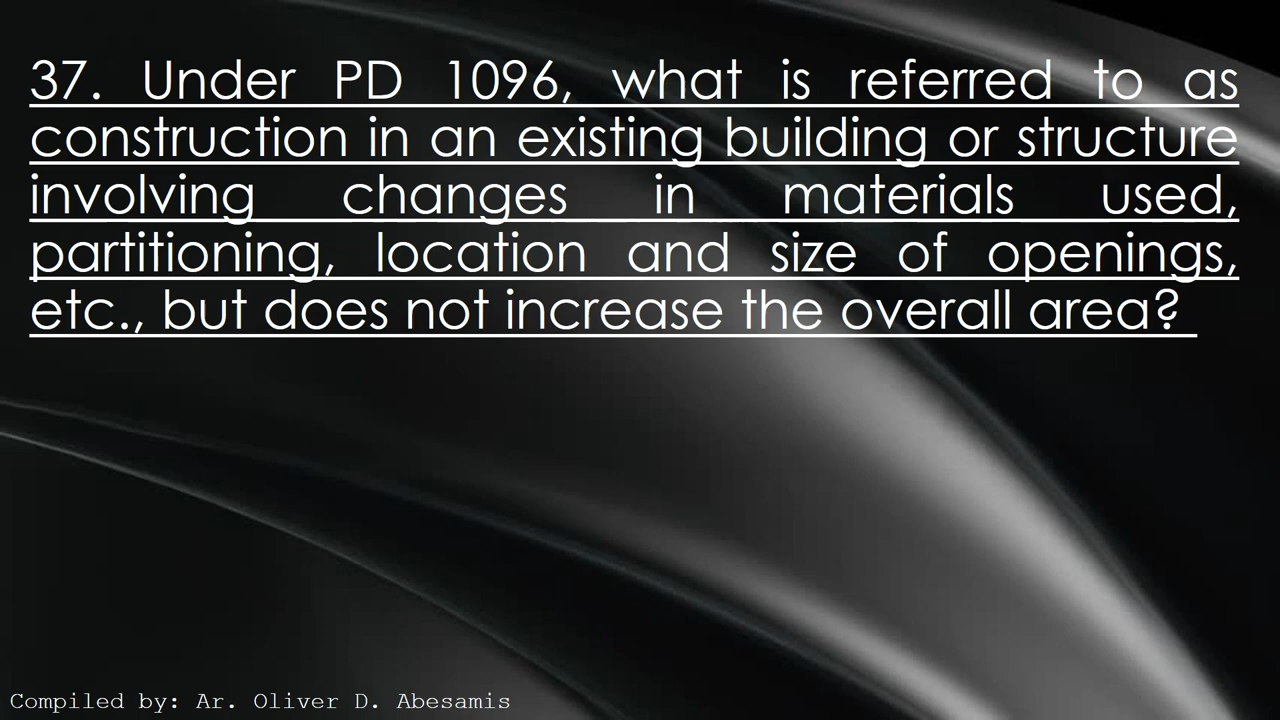 37. Under PD 1096, what is referred to as
construction in an existing building or structure
involving changes in materials used,
partitioning, location and size of openings,
etc., but does not increase the overall area?
Compiled by: Ar. Oliver D. Abesamis